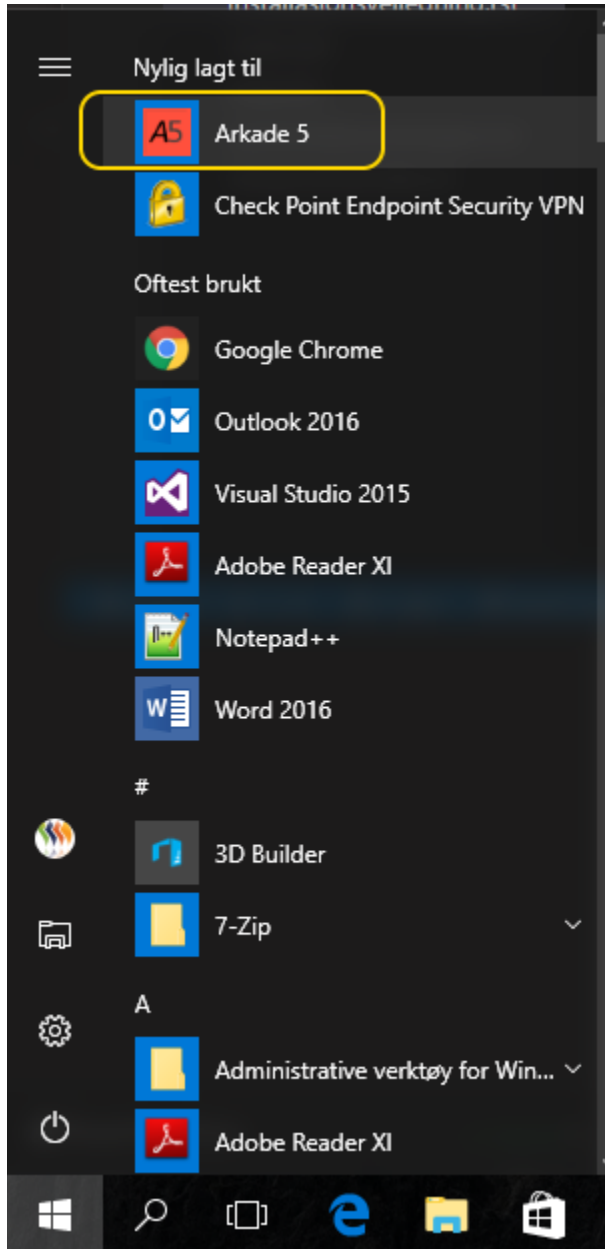 Nylig lagt til
A5 Arkade 5
Check Point Endpoint Security VPN
Oftest brukt
Google Chrome
Outlook 2016
Visual Studio 2015
Adobe Reader XI
Notepad++
Word 2016
#
3D Builder
7-Zip
A
Administrative verktøy for Win...
Adobe Reader XI